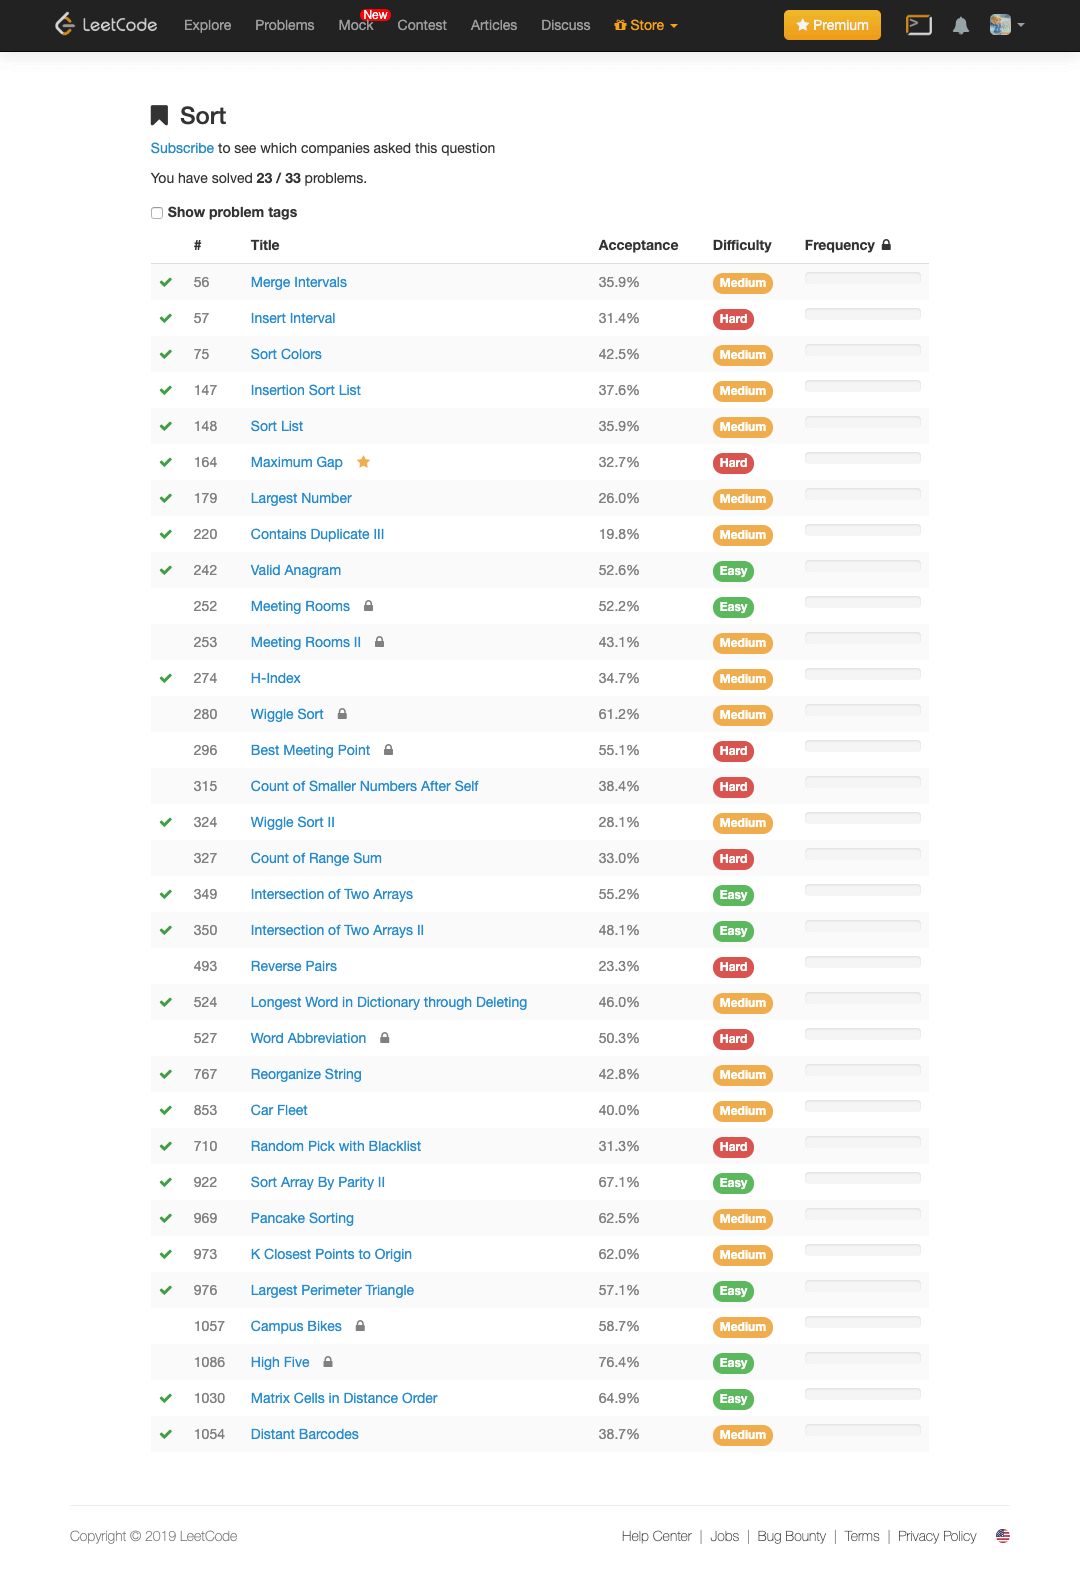 LeetCode Explore Problems Mock New Contest Articles Discuss Store Premium
Sort
Subscribe to see which companies asked this question
You have solved 23 / 33 problems.
Show problem tags
# Title Acceptance Difficulty Frequency
56 Merge Intervals 35.9% Medium
57 Insert Interval 31.4% Hard
75 Sort Colors 42.5% Medium
147 Insertion Sort List 37.6% Medium
148 Sort List 35.9% Medium
164 Maximum Gap 32.7% Hard
179 Largest Number 26.0% Medium
220 Contains Duplicate III 19.8% Medium
242 Valid Anagram 52.6% Easy
252 Meeting Rooms 52.2% Easy
253 Meeting Rooms II 43.1% Medium
274 H-Index 34.7% Medium
280 Wiggle Sort 61.2% Medium
296 Best Meeting Point 55.1% Hard
315 Count of Smaller Numbers After Self 38.4% Hard
324 Wiggle Sort II 28.1% Medium
327 Count of Range Sum 33.0% Hard
349 Intersection of Two Arrays 55.2% Easy
350 Intersection of Two Arrays II 48.1% Easy
493 Reverse Pairs 23.3% Hard
524 Longest Word in Dictionary through Deleting 46.0% Medium
527 Word Abbreviation 50.3% Hard
767 Reorganize String 42.8% Medium
853 Car Fleet 40.0% Medium
710 Random Pick with Blacklist 31.3% Hard
922 Sort Array By Parity II 67.1% Easy
969 Pancake Sorting 62.5% Medium
973 K Closest Points to Origin 62.0% Medium
976 Largest Perimeter Triangle 57.1% Easy
1057 Campus Bikes 58.7% Medium
1086 High Five 76.4% Easy
1030 Matrix Cells in Distance Order 64.9% Easy
1054 Distant Barcodes 38.7% Medium
Copyright © 2019 LeetCode Help Center | Jobs | Bug Bounty | Terms | Privacy Policy